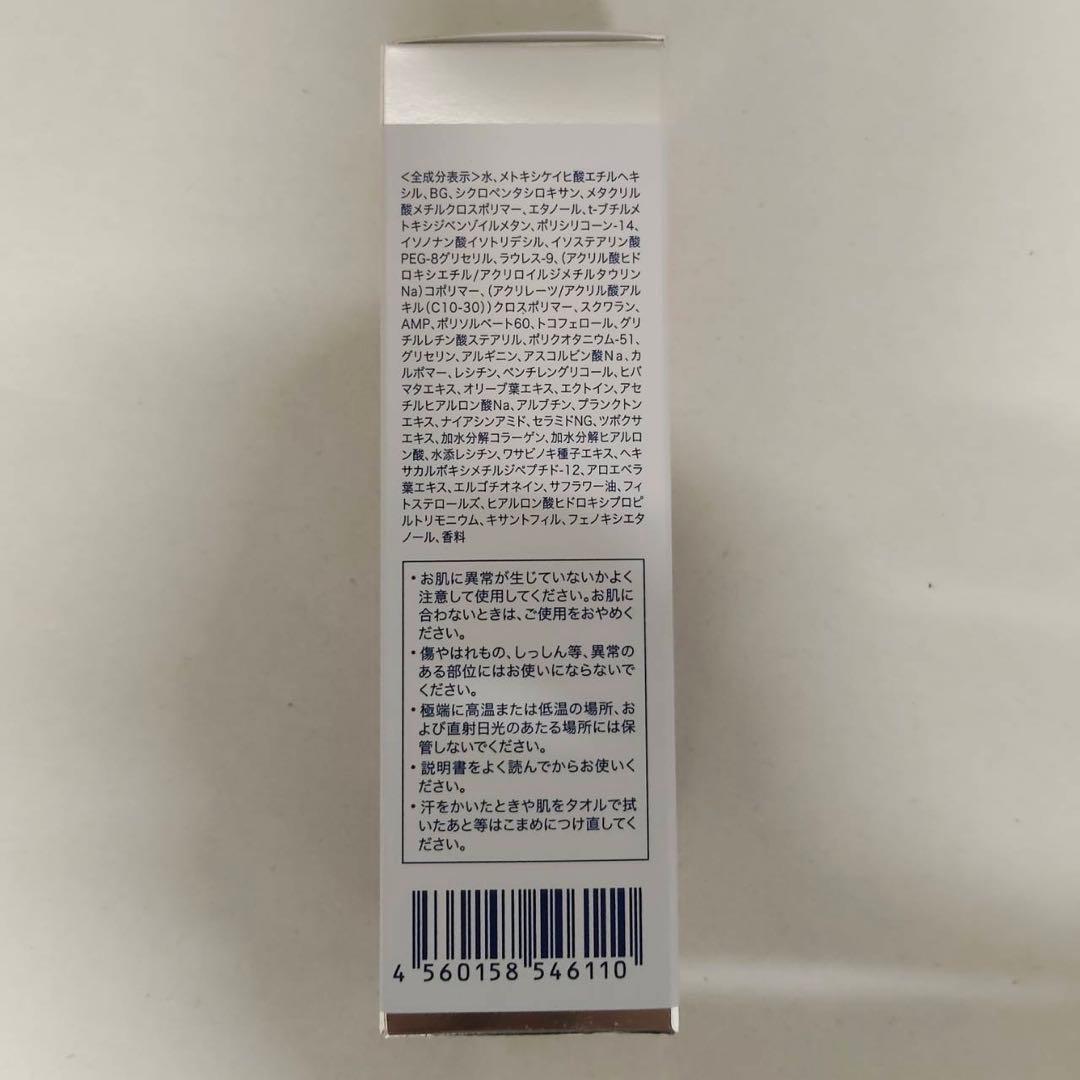 <全成分表示>水、メトキシケイヒ酸エチルヘキ
シル、BG、シクロペンタシロキサン、メタクリル
酸メチルクロスポリマー、エタノール、t-ブチルメ
トキシジベンゾイルメタン、ポリシリコーン-14、
イソノナン酸イソトリデシル、イソステアリン酸
PEG-8グリセリル、ラウレス-9、(アクリル酸ヒド
ロキシエチル/アクリロイルジメチルタウリン
Na)コポリマー、(アクリレーツ/アクリル酸アル
キル(C10-30))クロスポリマー、スクワラン、
AMP、ポリソルベート60、トコフェロール、グリ
チルレチン酸ステアリル、ポリクオタニウム-51、
グリセリン、アルギニン、アスコルビン酸Na、カ
ルボマー、レシチン、ペンチレングリコール、ヒバ
マタエキス、オリーブ葉エキス、エクトイン、アセ
チルヒアルロン酸Na、アルブチン、プランクトン
エキス、ナイアシンアミド、セラミドNG、ツボクサ
エキス、加水分解コラーゲン、加水分解ヒアルロ
ン酸、水添レシチン、ワサビノキ種子エキス、ヘキ
サカルボキシメチルジペプチド-12、アロエベラ
葉エキス、エルゴチオネイン、サフラワー油、フィ
トステロールズ、ヒアルロン酸ヒドロキシプロピ
ルトリモニウム、キサントフィル、フェノキシエタ
ノール、香料
・お肌に異常が生じていないかよく
注意して使用してください。お肌に
合わないときは、ご使用をおやめく
ださい。
・傷やはれもの、しっしん等、異常の
ある部位にはお使いにならないで
ください。
・極端に高温または低温の場所、お
よび直射日光のあたる場所には保
管しないでください。
・説明書をよく読んでからお使いく
ださい。
・汗をかいたときや肌をタオルで拭
いたあと等はこまめにつけ直してく
ださい。
4 560158 546110